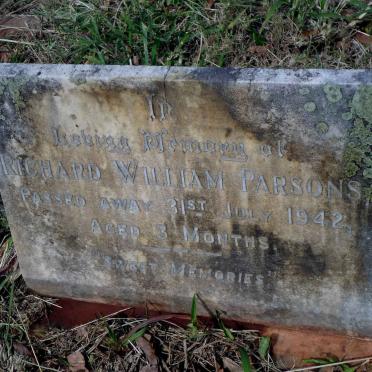 In
Loving Memory of
RICHARD WILLIAM PARSONS
PASSED AWAY 31ST JULY 1942,
AGED 3 MONTHS.
"SWEET MEMORIES"